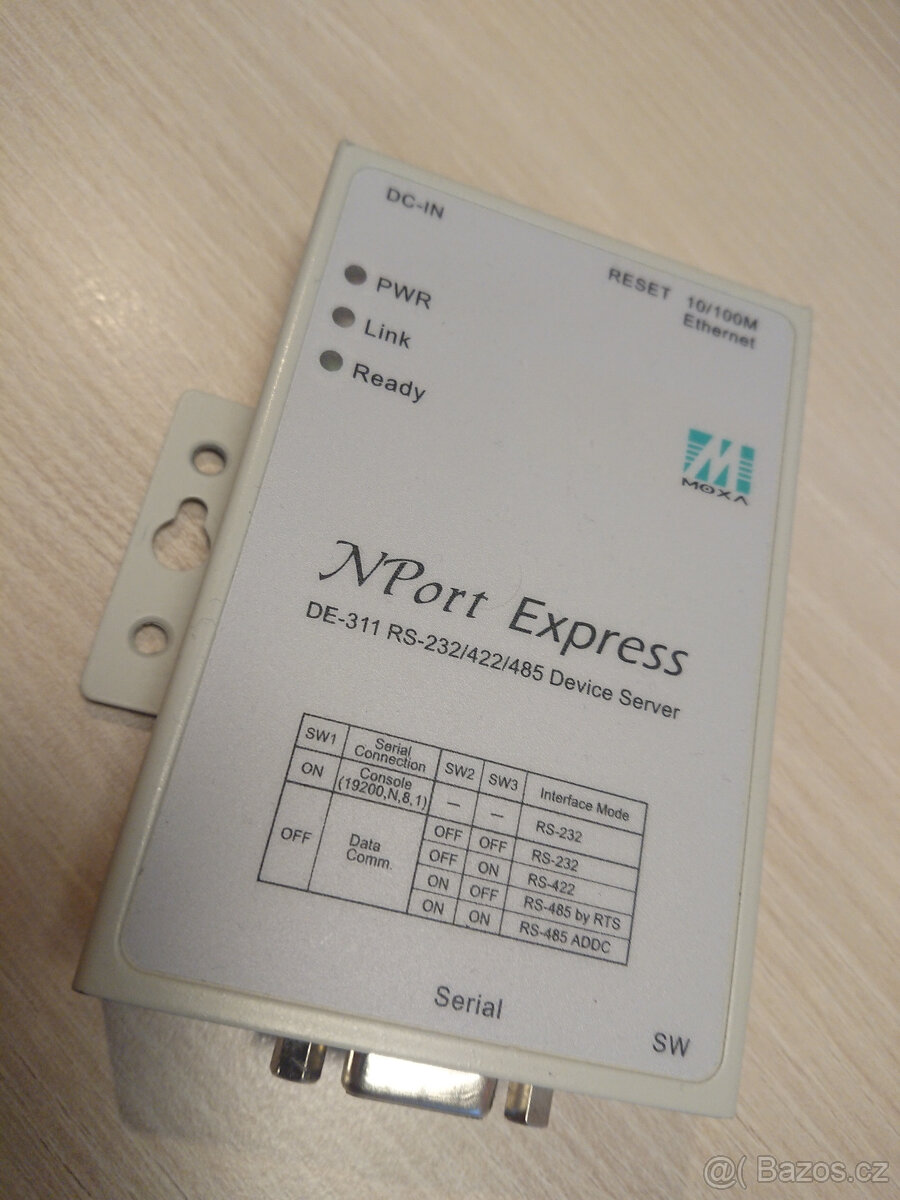 DC-IN
RESET 10/100M
Ethernet
PWR
Link
Ready
MOXA
NPort Express
DE-311 RS-232/422/485 Device Server
SW1 Serial Connection SW2 SW3 Interface Mode
ON Console (19200,N,8,1) — — RS-232
OFF Data Comm. OFF OFF RS-232
OFF ON RS-422
ON OFF RS-485 by RTS
ON ON RS-485 ADDC
Serial
SW
@( Bazos.cz